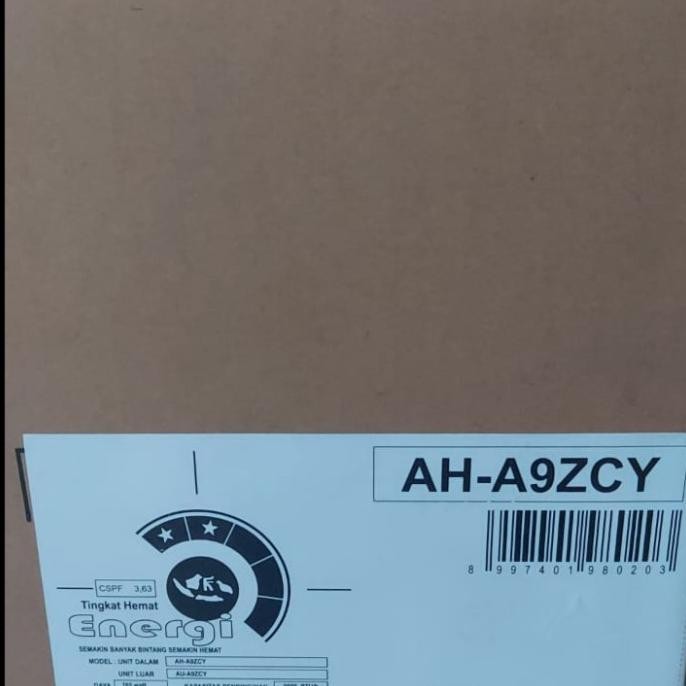 AH-A9ZCY
8 997401 980203
CSPF 3,63
Tingkat Hemat
Energi
SEMAKIN BANYAK BINTANG SEMAKIN HEMAT
MODEL : UNIT DALAM AH-A9ZCY
UNIT LUAR AU-A9ZCY